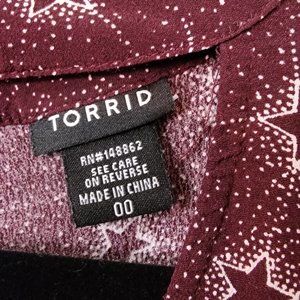 TORRID
RN#148862
SEE CARE
ON REVERSE
MADE IN CHINA
00